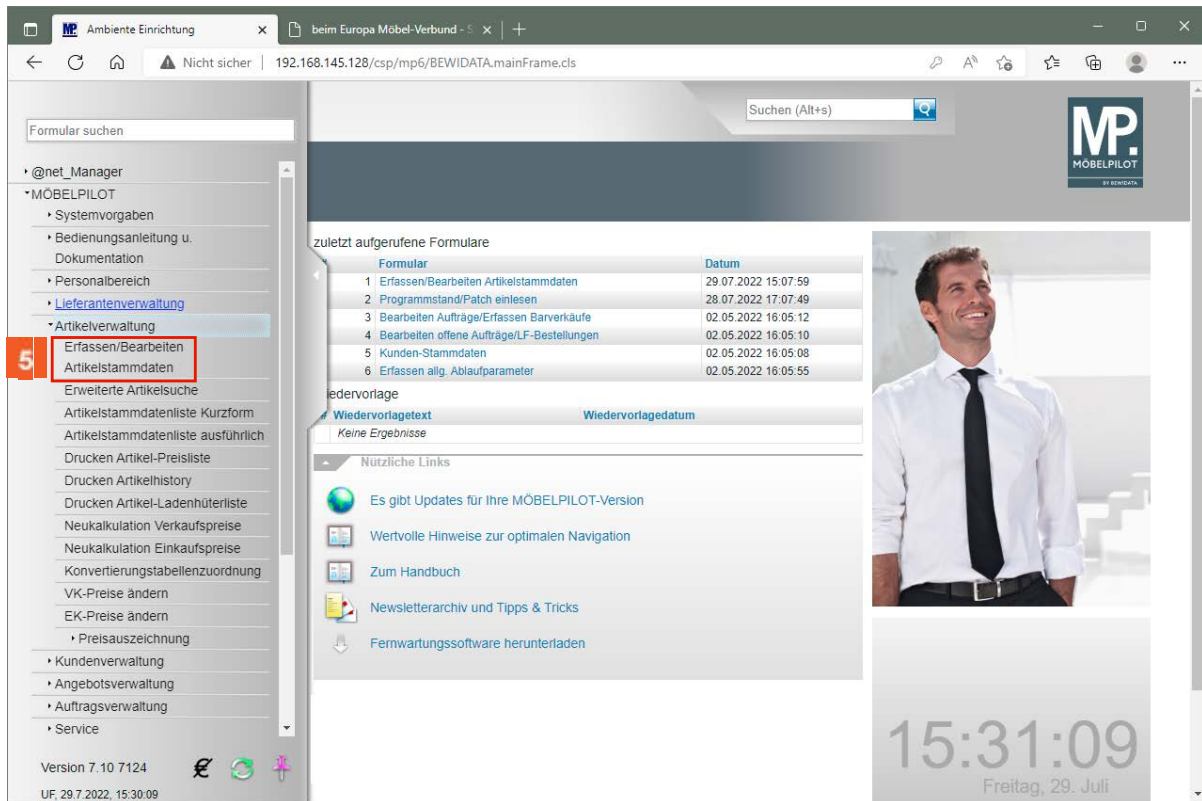 MP. Ambiente Einrichtung
beim Europa Möbel-Verbund - S
Nicht sicher | 192.168.145.128/csp/mp6/BEWIDATA.mainFrame.cls
Suchen (Alt+s)
MP.
MÖBELPILOT
BY BEWIDATA
Formular suchen
@net_Manager
MÖBELPILOT
Systemvorgaben
Bedienungsanleitung u.
Dokumentation
Personalbereich
Lieferantenverwaltung
Artikelverwaltung
5
Erfassen/Bearbeiten
Artikelstammdaten
Erweiterte Artikelsuche
Artikelstammdatenliste Kurzform
Artikelstammdatenliste ausführlich
Drucken Artikel-Preisliste
Drucken Artikelhistory
Drucken Artikel-Ladenhüterliste
Neukalkulation Verkaufspreise
Neukalkulation Einkaufspreise
Konvertierungstabellenzuordnung
VK-Preise ändern
EK-Preise ändern
Preisauszeichnung
Kundenverwaltung
Angebotsverwaltung
Auftragsverwaltung
Service
Version 7.10 7124
UF, 29.7.2022, 15:30:09
zuletzt aufgerufene Formulare
Formular Datum
1 Erfassen/Bearbeiten Artikelstammdaten 29.07.2022 15:07:59
2 Programmstand/Patch einlesen 28.07.2022 17:07:49
3 Bearbeiten Aufträge/Erfassen Barverkäufe 02.05.2022 16:05:12
4 Bearbeiten offene Aufträge/LF-Bestellungen 02.05.2022 16:05:10
5 Kunden-Stammdaten 02.05.2022 16:05:08
6 Erfassen allg. Ablaufparameter 02.05.2022 16:05:55
iedervorlage
# Wiedervorlagetext Wiedervorlagedatum
Keine Ergebnisse
Nützliche Links
Es gibt Updates für Ihre MÖBELPILOT-Version
Wertvolle Hinweise zur optimalen Navigation
Zum Handbuch
Newsletterarchiv und Tipps & Tricks
Fernwartungssoftware herunterladen
15:31:09
Freitag, 29. Juli